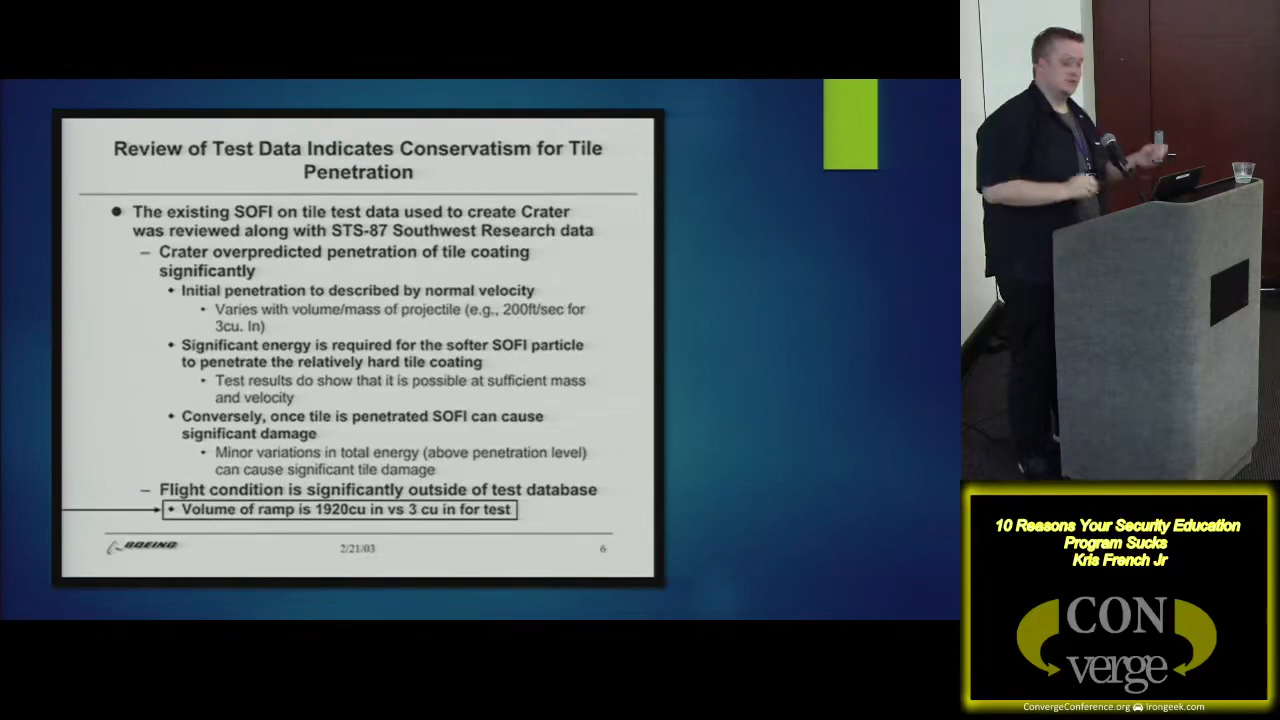 Review of Test Data Indicates Conservatism for Tile
Penetration
● The existing SOFI on tile test data used to create Crater
was reviewed along with STS-87 Southwest Research data
– Crater overpredicted penetration of tile coating
significantly
• Initial penetration to described by normal velocity
• Varies with volume/mass of projectile (e.g., 200ft/sec for
3cu. In)
• Significant energy is required for the softer SOFI particle
to penetrate the relatively hard tile coating
• Test results do show that it is possible at sufficient mass
and velocity
• Conversely, once tile is penetrated SOFI can cause
significant damage
• Minor variations in total energy (above penetration level)
can cause significant tile damage
– Flight condition is significantly outside of test database
• Volume of ramp is 1920cu in vs 3 cu in for test
BOEING
2/21/03
6
10 Reasons Your Security Education
Program Sucks
Kris French Jr
CON
verge
ConvergeConference.org Irongeek.com